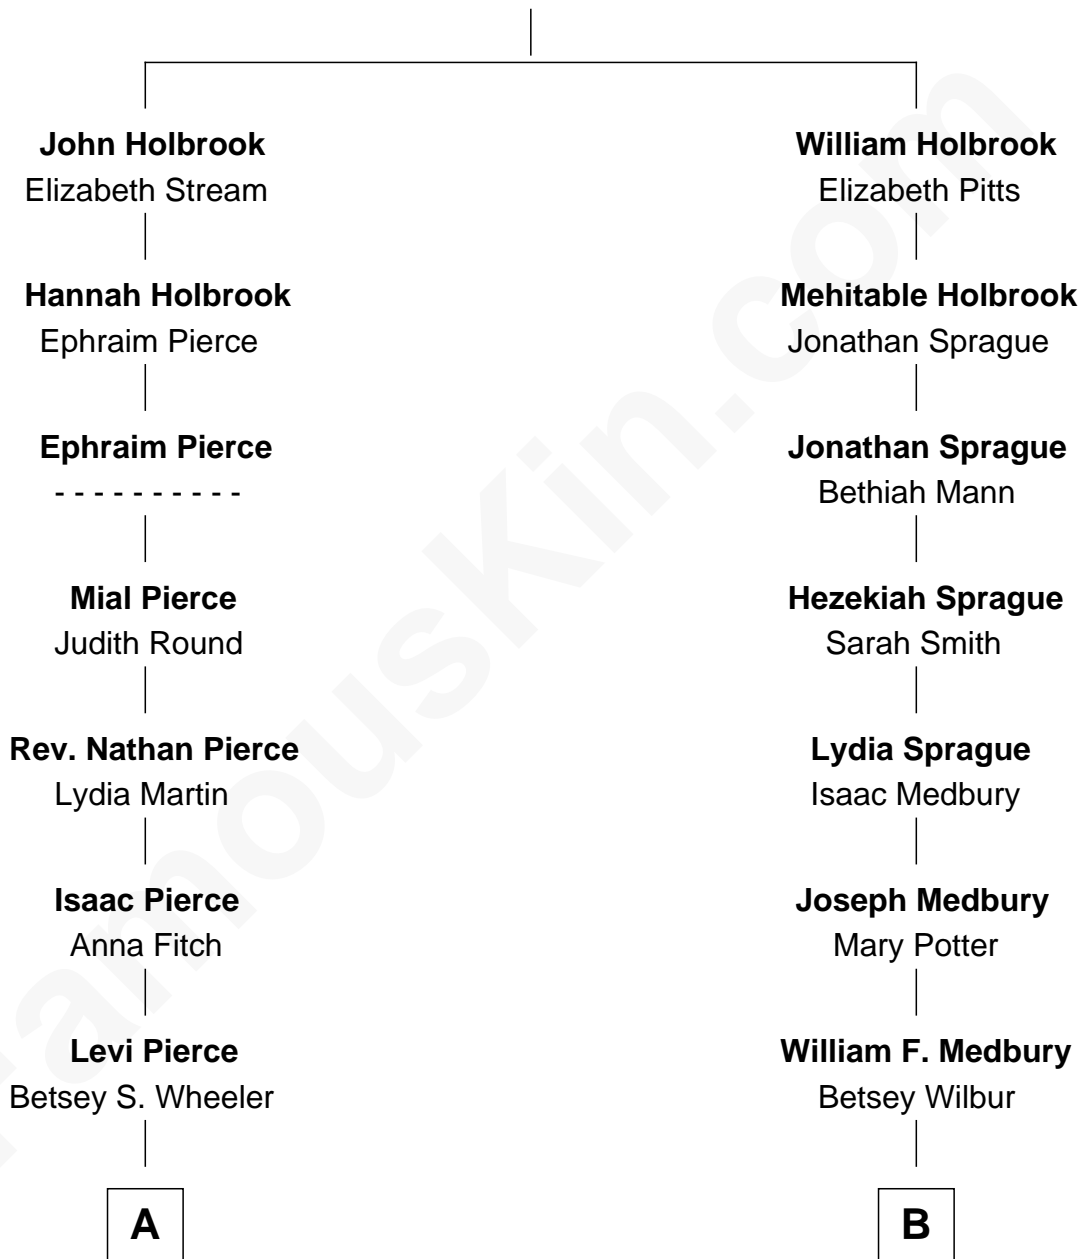 John Holbrook
Elizabeth Stream
Hannah Holbrook
Ephraim Pierce
Ephraim Pierce
- - - - - - - - - -
Mial Pierce
Judith Round
Rev. Nathan Pierce
Lydia Martin
Isaac Pierce
Anna Fitch
Levi Pierce
Betsey S. Wheeler
A
William Holbrook
Elizabeth Pitts
Mehitable Holbrook
Jonathan Sprague
Jonathan Sprague
Bethiah Mann
Hezekiah Sprague
Sarah Smith
Lydia Sprague
Isaac Medbury
Joseph Medbury
Mary Potter
William F. Medbury
Betsey Wilbur
B
FamousKin.com